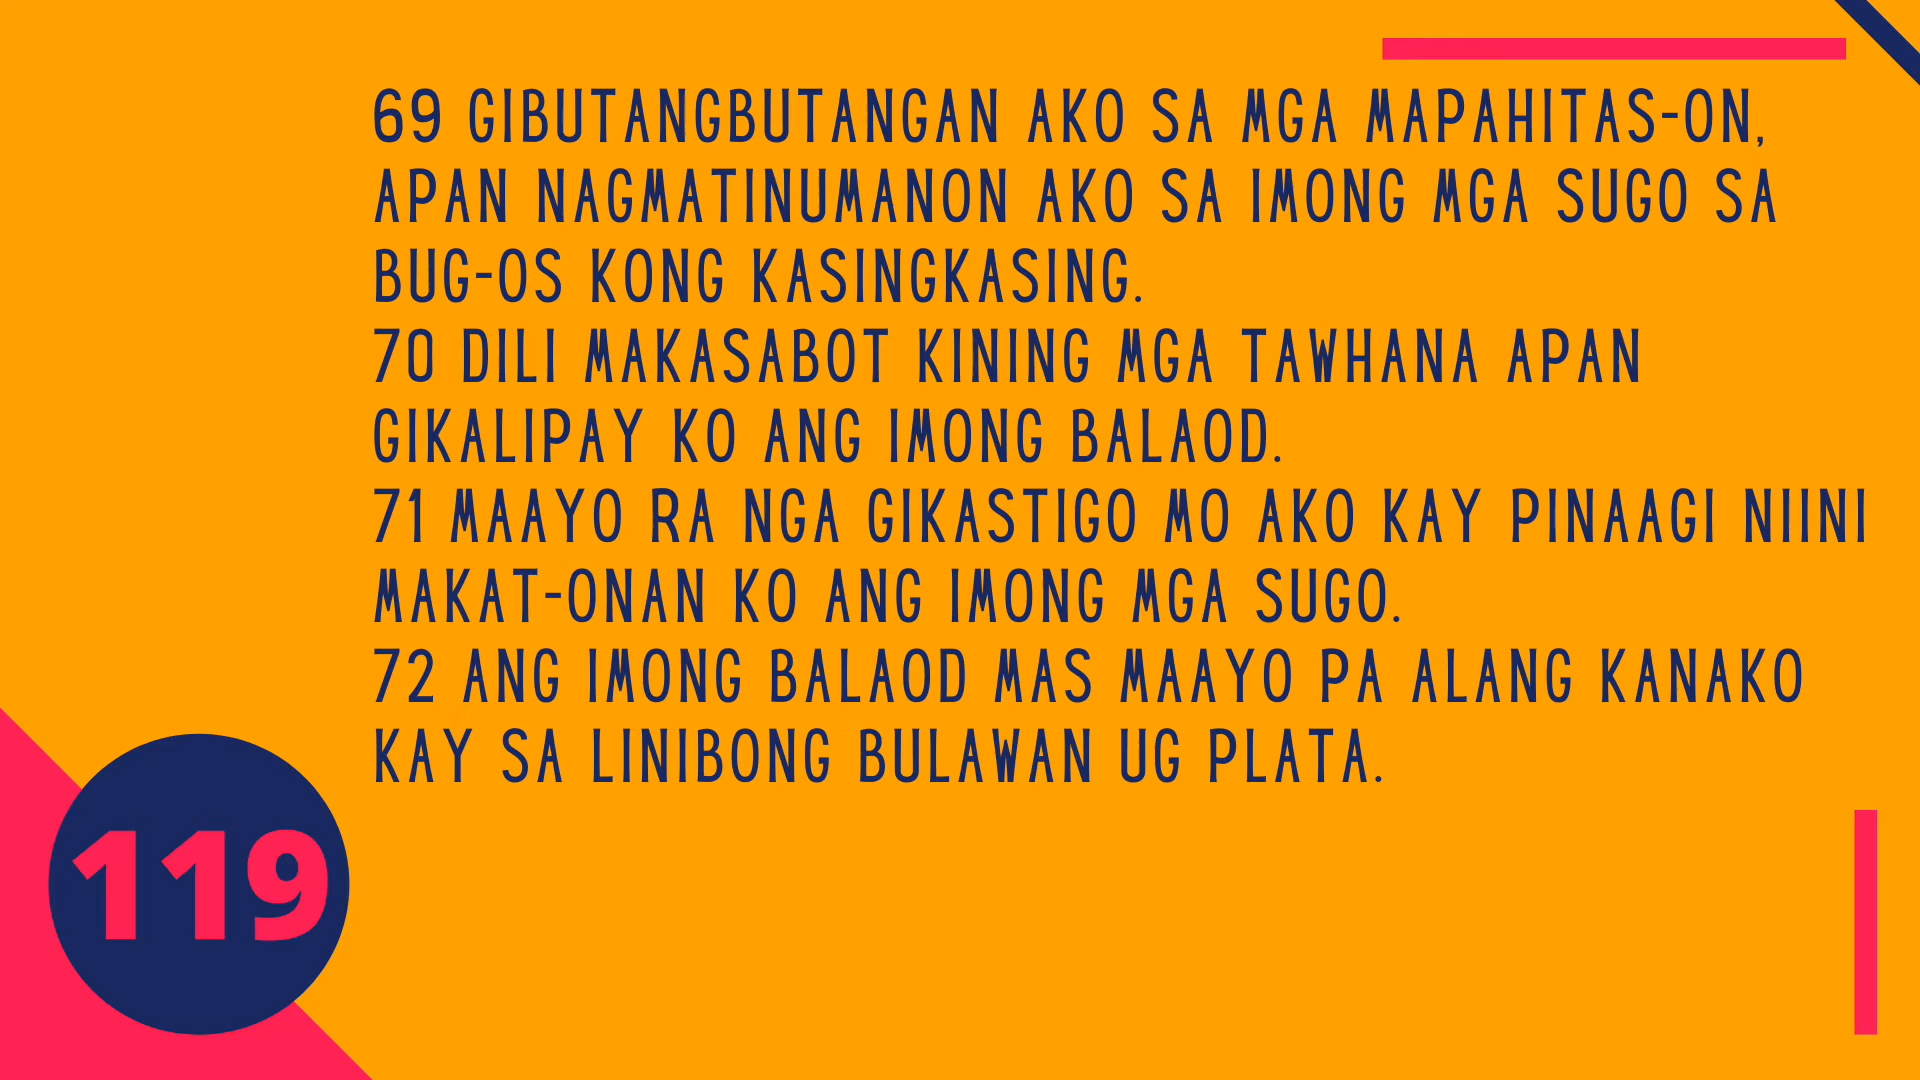 69 GIBUTANGBUTANGAN AKO SA MGA MAPAHITAS-ON,
APAN NAGMATINUMANON AKO SA IMONG MGA SUGO SA
BUG-OS KONG KASINGKASING.
70 DILI MAKASABOT KINING MGA TAWHANA APAN
GIKALIPAY KO ANG IMONG BALAOD.
71 MAAYO RA NGA GIKASTIGO MO AKO KAY PINAAGI NIINI
MAKAT-ONAN KO ANG IMONG MGA SUGO.
72 ANG IMONG BALAOD MAS MAAYO PA ALANG KANAKO
KAY SA LINIBONG BULAWAN UG PLATA.
119